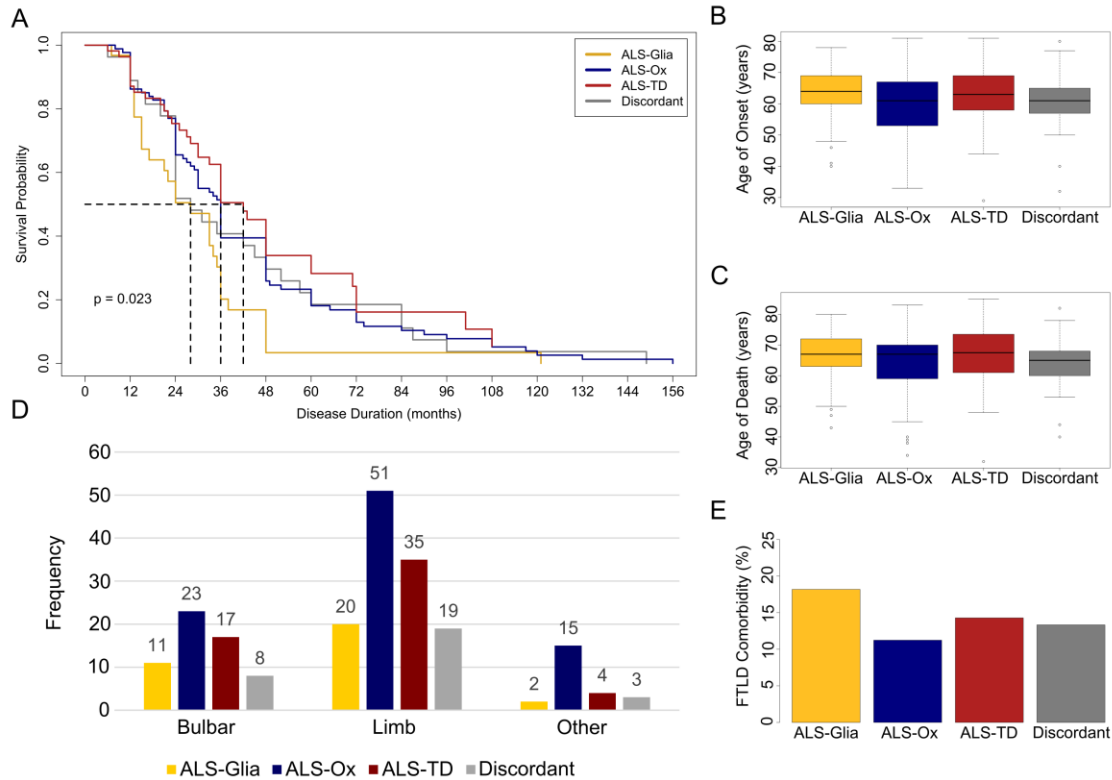 A
1.0
0.8
0.6
0.4
0.2
0.0
Survival Probability
ALS-Glia
ALS-Ox
ALS-TD
Discordant
p = 0.023
0 12 24 36 48 60 72 84 96 108 120 132 144 156
Disease Duration (months)
B
Age of Onset (years)
80
70
60
50
40
30
ALS-Glia ALS-Ox ALS-TD Discordant
C
Age of Death (years)
80
70
60
50
40
30
ALS-Glia ALS-Ox ALS-TD Discordant
D
Frequency
60
50
40
30
20
10
0
11 23 17 8
20 51 35 19
2 15 4 3
Bulbar Limb Other
ALS-Glia ALS-Ox ALS-TD Discordant
E
FTLD Comorbidity (%)
25
20
15
10
5
0
ALS-Glia ALS-Ox ALS-TD Discordant